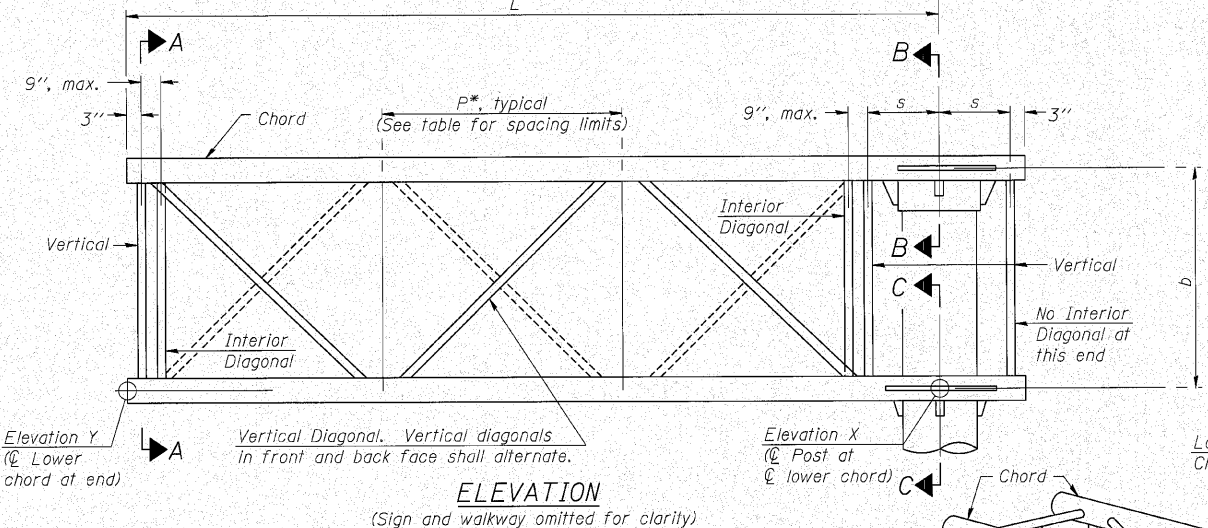 L
A
B
9'', max.
3''
Chord
P*, typical
(See table for spacing limits)
9'', max.
s
s
3''
Interior
Diagonal
Vertical
B
Vertical
b
C
No Interior
Diagonal at
this end
Interior
Diagonal
Elevation Y
(℄ Lower
chord at end)
A
Vertical Diagonal. Vertical diagonals
in front and back face shall alternate.
Elevation X
(℄ Post at
℄ lower chord)
C
Chord
ELEVATION
(Sign and walkway omitted for clarity)